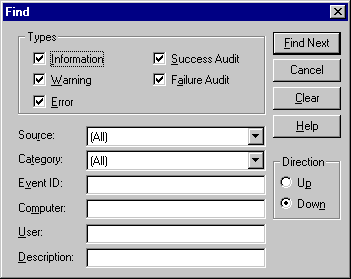 Find
Types
Information
Success Audit
Warning
Failure Audit
Error
Source: (All)
Category: (All)
Event ID:
Computer:
User:
Description:
Find Next
Cancel
Clear
Help
Direction
Up
Down